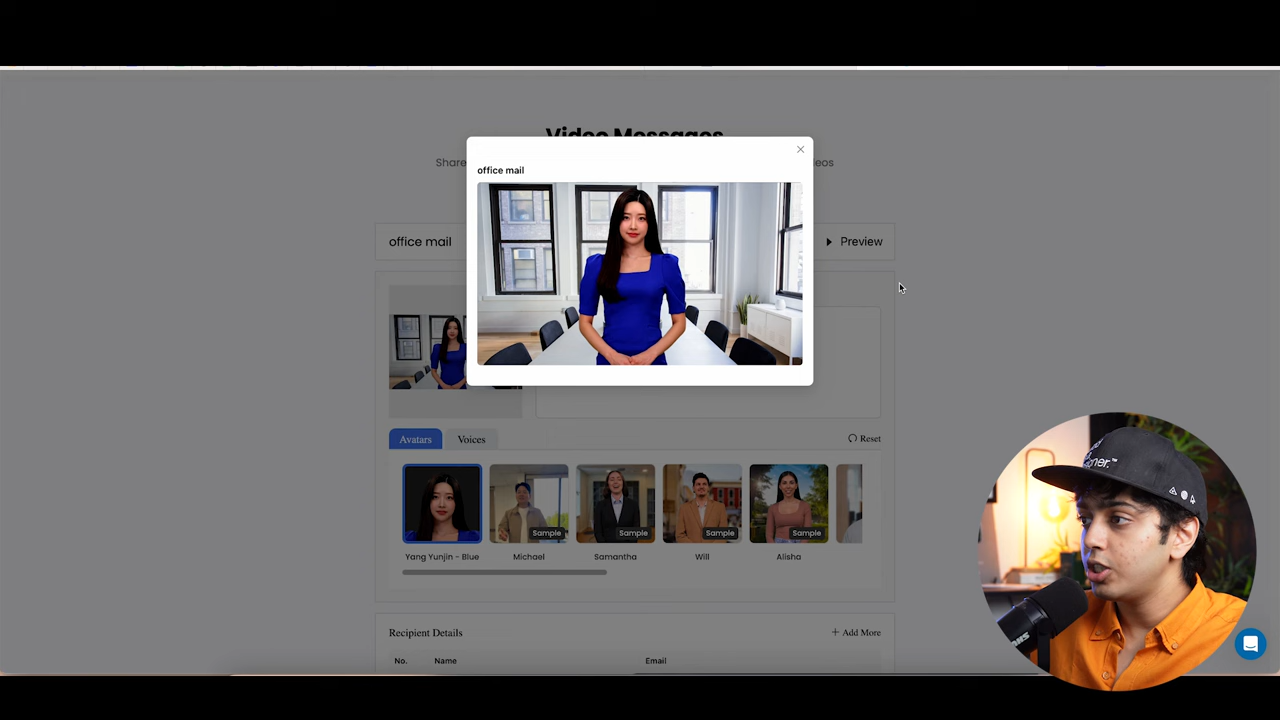 Video Messages
Share
eos
office mail
office mail
Preview
Avatars
Voices
Reset
Sample
Sample
Sample
Sample
Yang Yunjin - Blue
Michael
Samantha
Will
Alisha
Recipient Details
+ Add More
No.
Name
Email